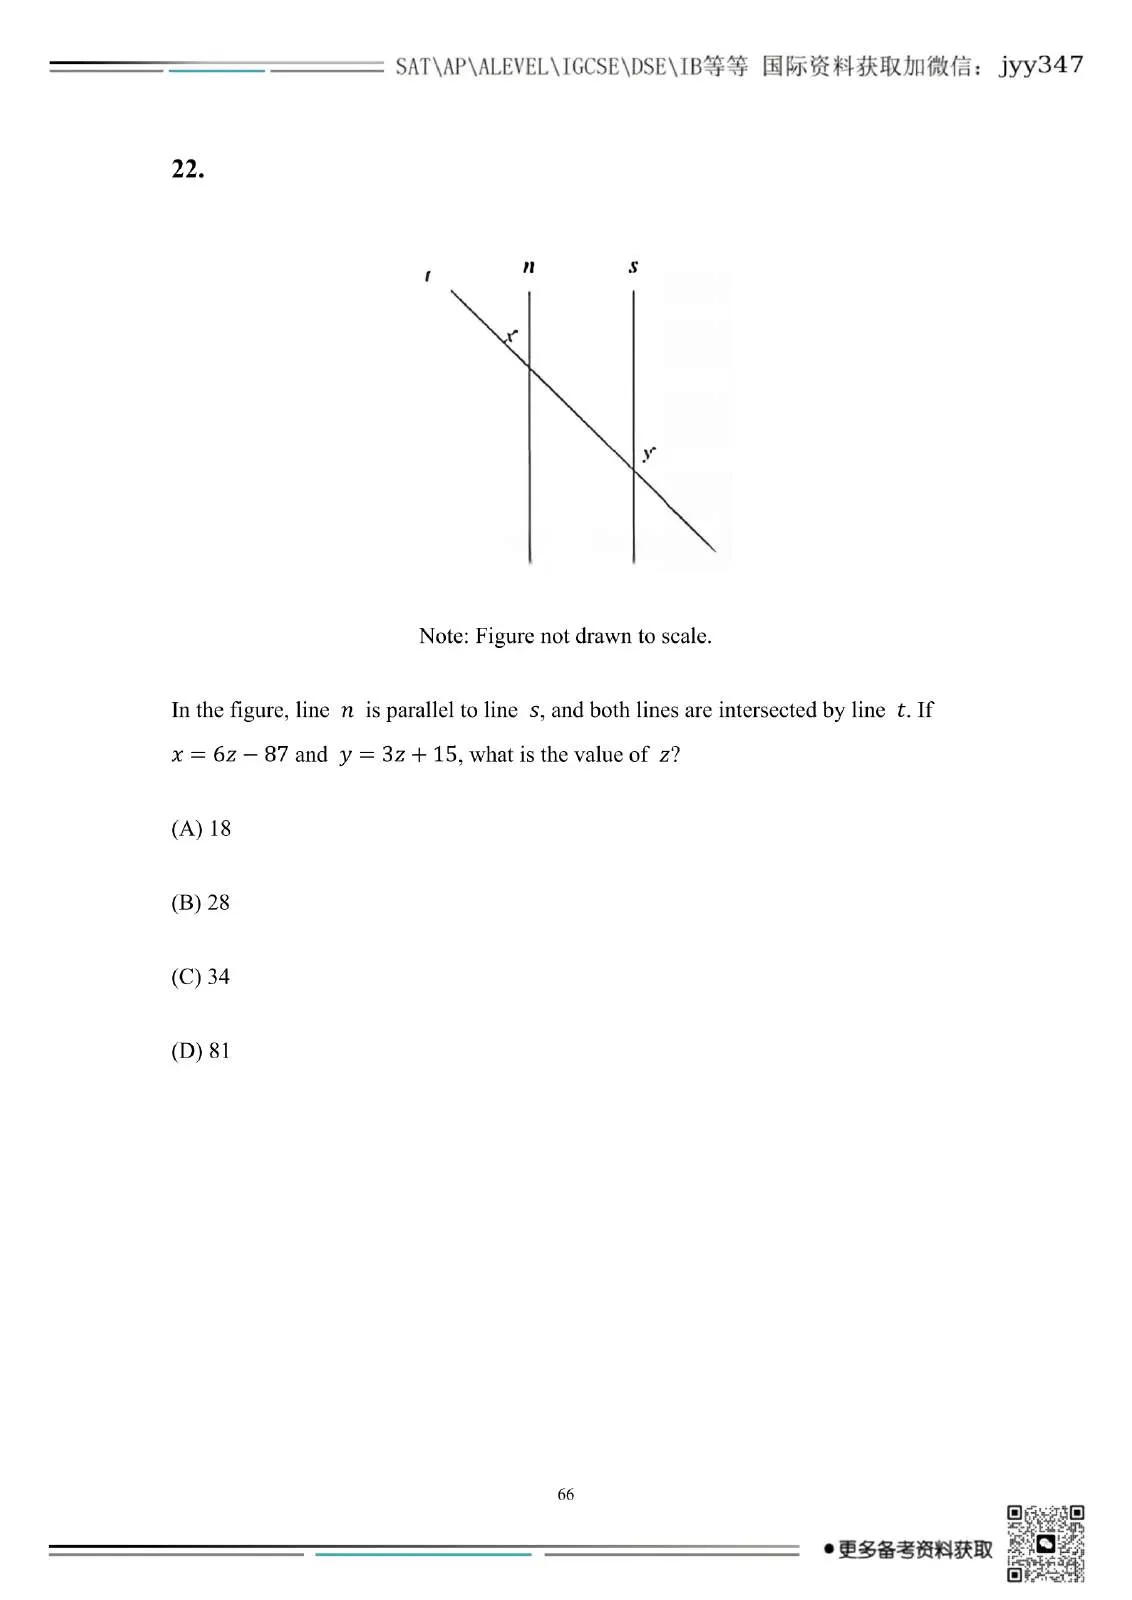 SAT\AP\ALEVEL\IGCSE\DSE\IB等等 国际资料获取加微信: jyy347
22.
t n s
x
y
Note: Figure not drawn to scale.
In the figure, line n is parallel to line s, and both lines are intersected by line t. If
x = 6z − 87 and y = 3z + 15, what is the value of z?
(A) 18
(B) 28
(C) 34
(D) 81
66
●更多备考资料获取